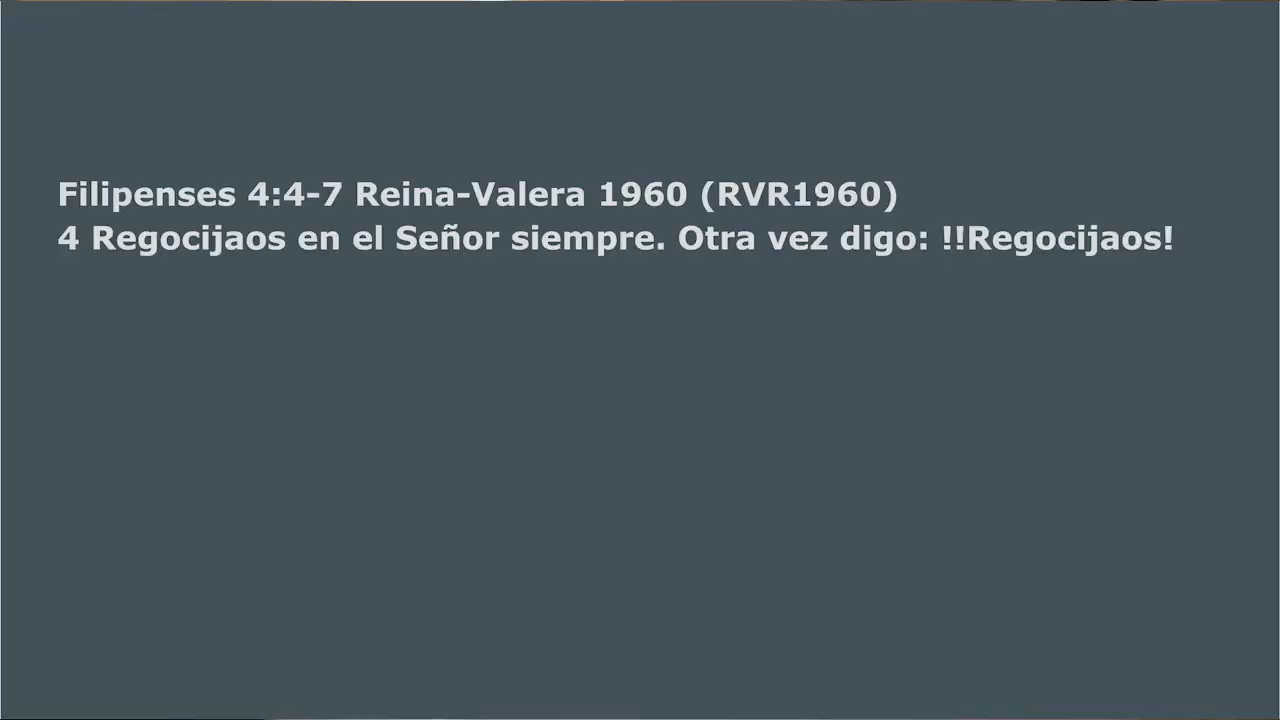 Filipenses 4:4-7 Reina-Valera 1960 (RVR1960)
4 Regocijaos en el Señor siempre. Otra vez digo: !!Regocijaos!